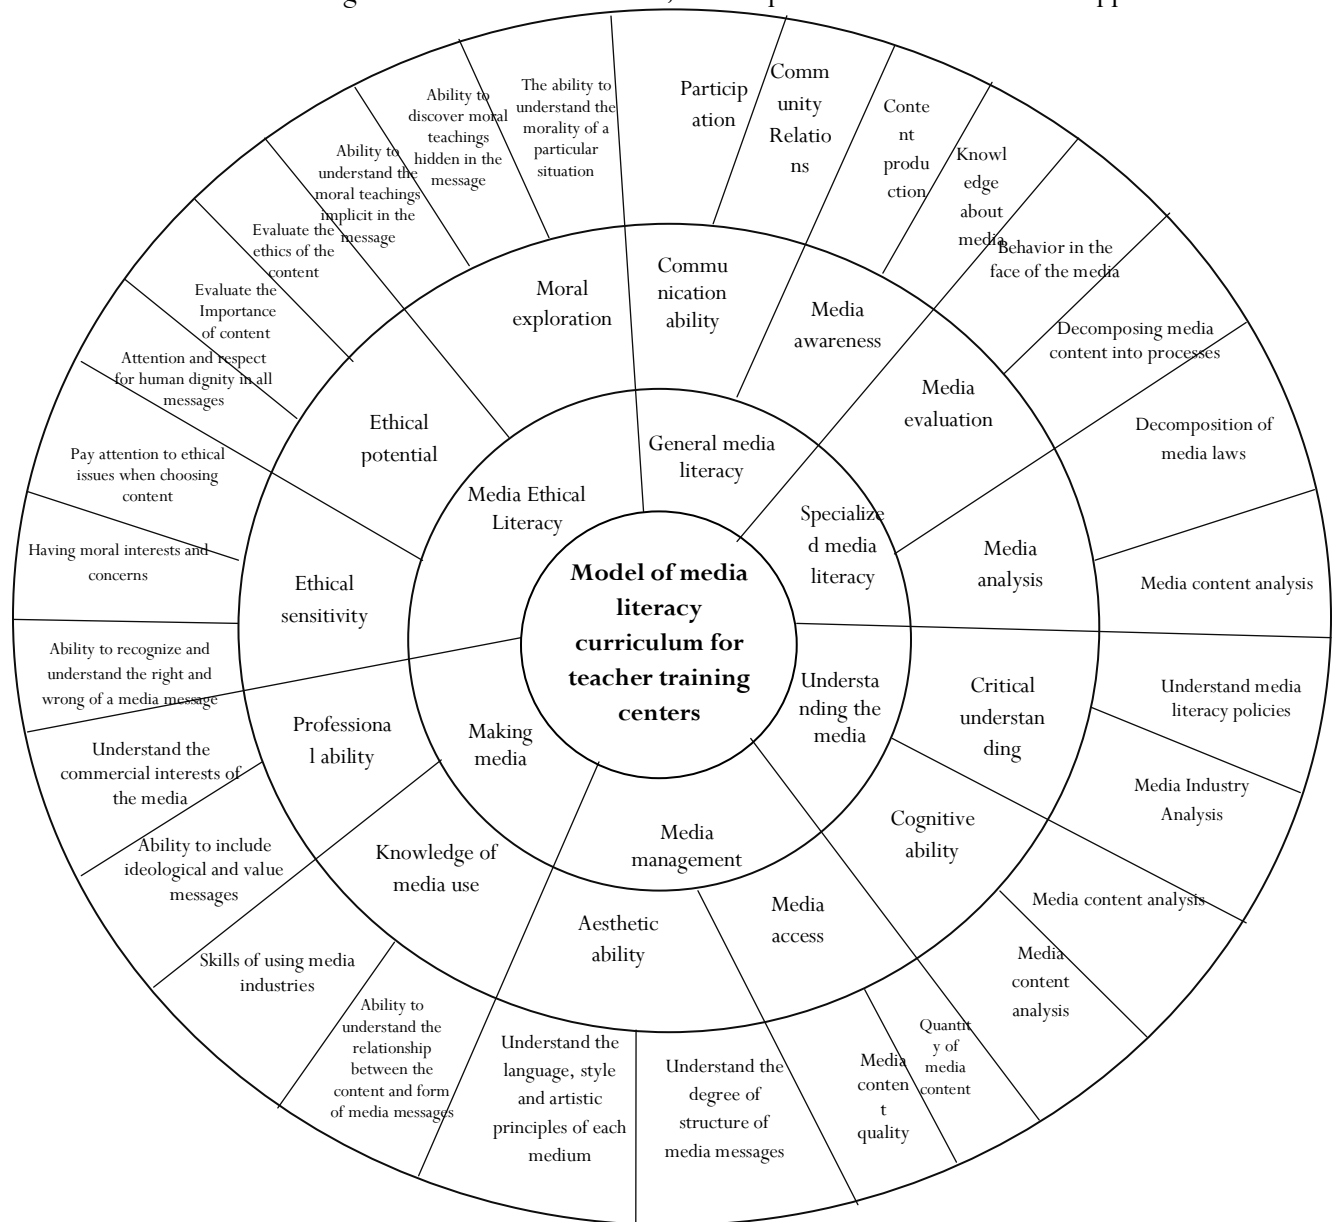 Model of media
literacy
curriculum for
teacher training
centers
General media
literacy
Specialize
d media
literacy
Understa
nding the
media
Media
management
Making
media
Media Ethical
Literacy
Commu
nication
ability
Media
awareness
Media
evaluation
Media
analysis
Critical
understan
ding
Cognitive
ability
Media
access
Aesthetic
ability
Knowledge of
media use
Professiona
l ability
Ethical
sensitivity
Ethical
potential
Moral
exploration
Particip
ation
Comm
unity
Relatio
ns
Conte
nt
produ
ction
Knowl
edge
about
media
Behavior in the
face of the media
Decomposing media
content into processes
Decomposition of
media laws
Media content analysis
Understand media
literacy policies
Media Industry
Analysis
Media content analysis
Media
content
analysis
Quantit
y of
media
content
Media
conten
t
quality
Understand the
degree of
structure of
media messages
Understand the
language, style
and artistic
principles of each
medium
Ability to
understand the
relationship
between the
content and form
of media messages
Skills of using media
industries
Ability to include
ideological and value
messages
Understand the
commercial interests of
the media
Ability to recognize and
understand the right and
wrong of a media message
Having moral interests and
concerns
Pay attention to ethical
issues when choosing
content
Attention and respect
for human dignity in all
messages
Evaluate the
Importance
of content
Evaluate the
ethics of the
content
Ability to
understand the
moral teachings
implicit in the
message
Ability to
discover moral
teachings
hidden in the
message
The ability to
understand the
morality of a
particular
situation